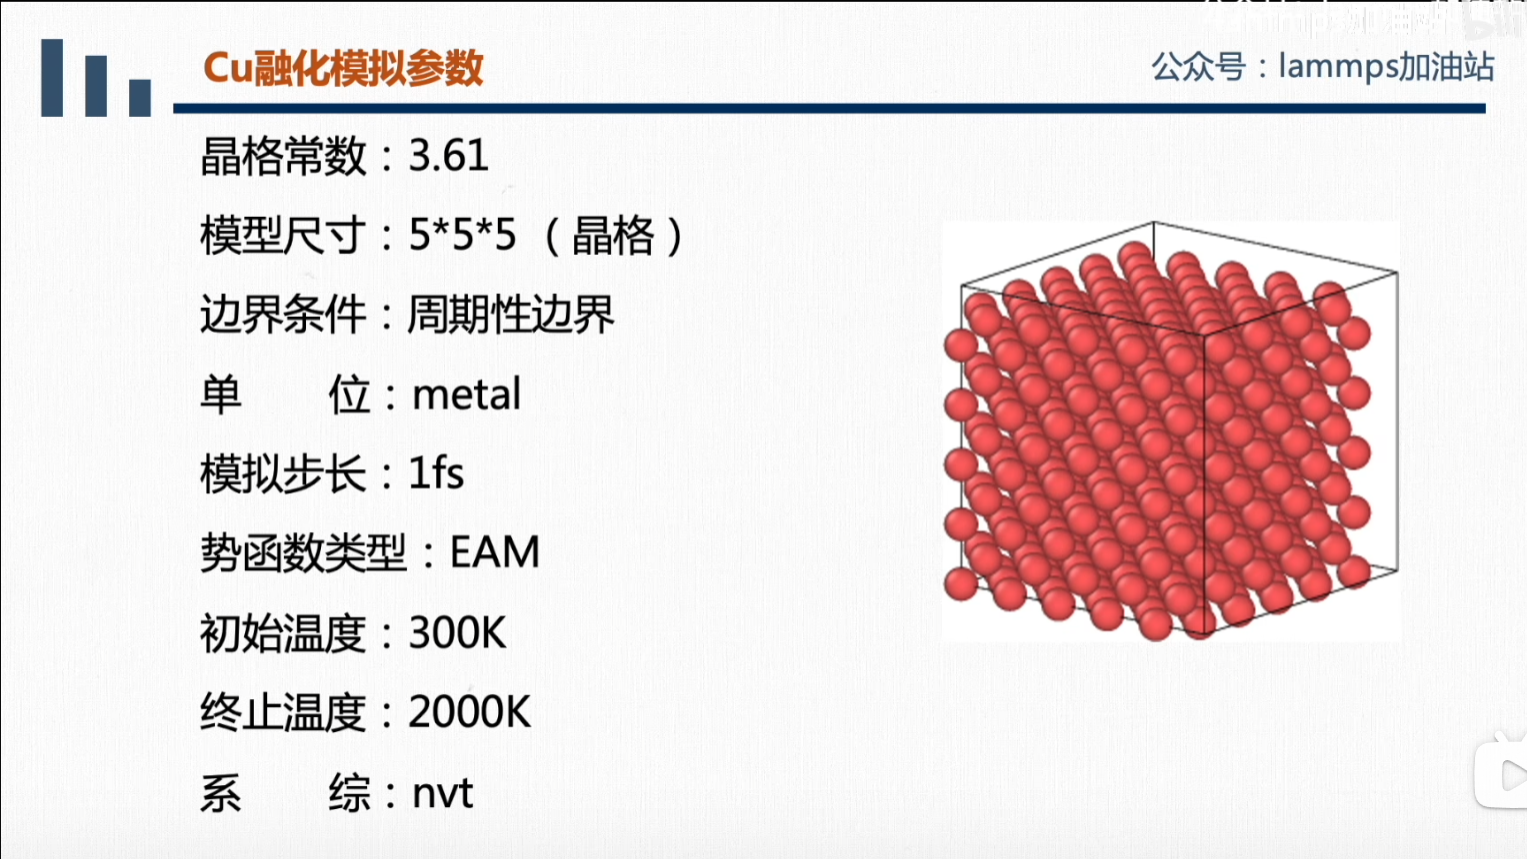 Cu融化模拟参数
公众号：lammps加油站
晶格常数：3.61
模型尺寸：5*5*5 （晶格）
边界条件：周期性边界
单 位：metal
模拟步长：1fs
势函数类型：EAM
初始温度：300K
终止温度：2000K
系 综：nvt